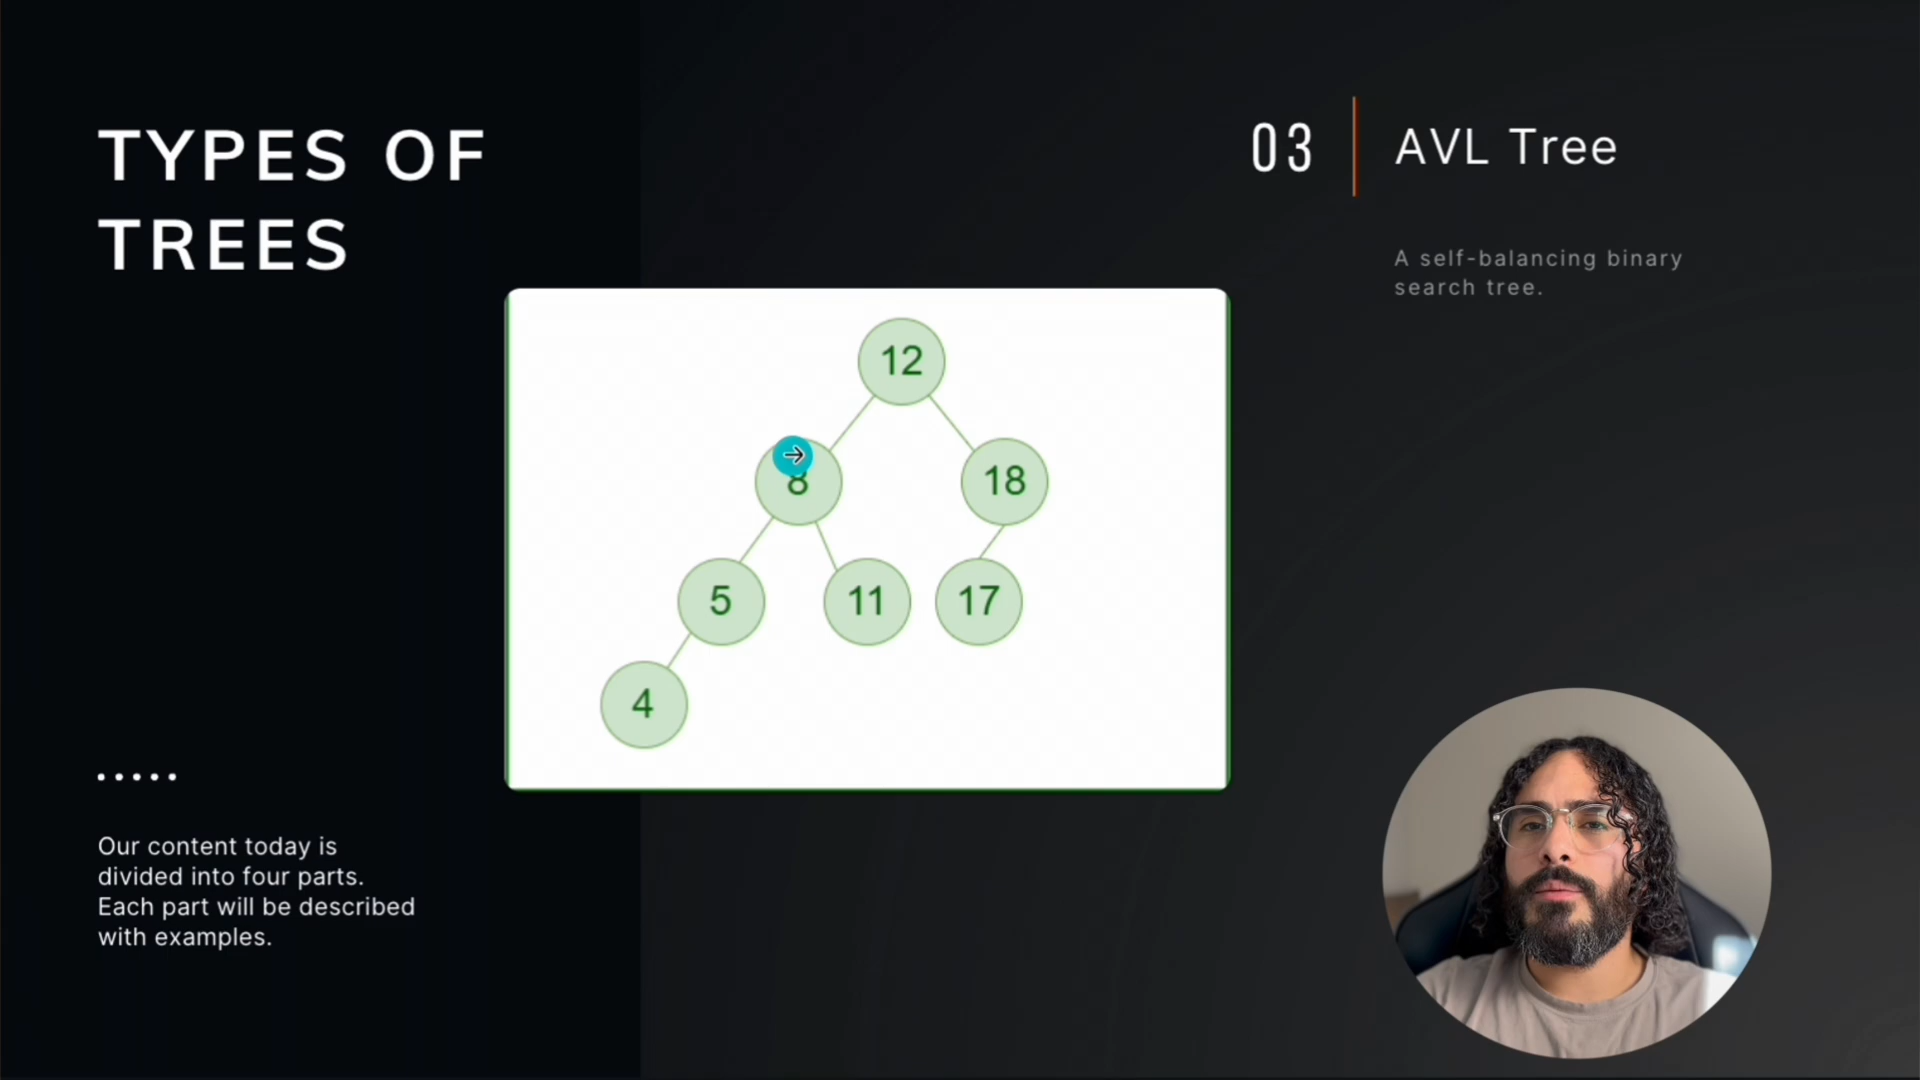 TYPES OF
TREES
03
AVL Tree
A self-balancing binary
search tree.
12
8
18
5
11
17
4
Our content today is
divided into four parts.
Each part will be described
with examples.